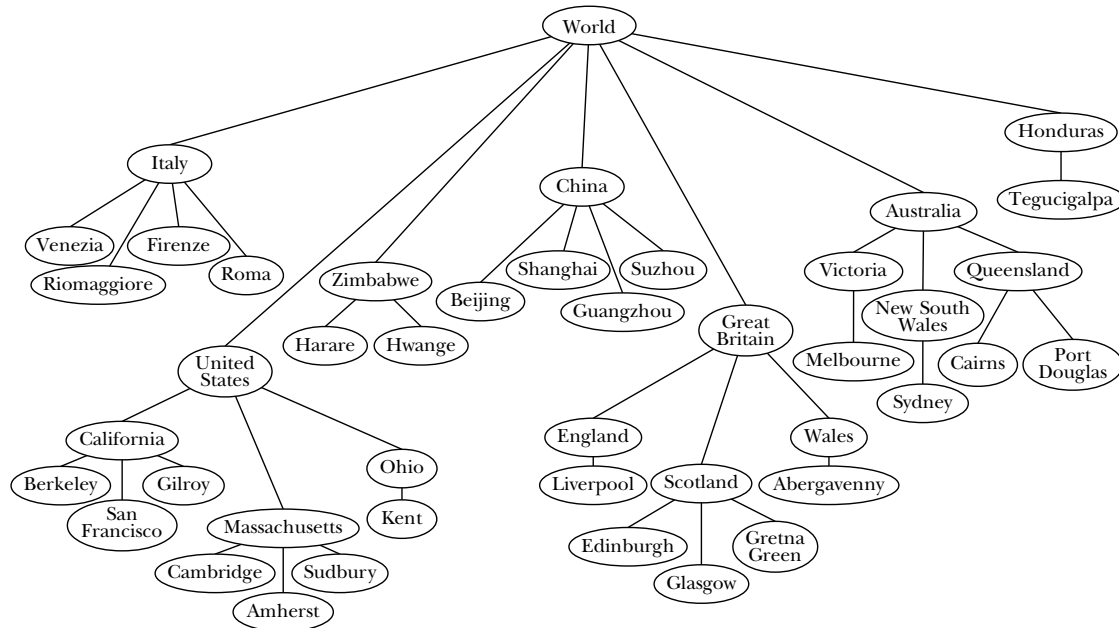 World
Honduras
Italy
China
Tegucigalpa
Australia
Venezia
Firenze
Riomaggiore
Roma
Zimbabwe
Shanghai
Suzhou
Beijing
Guangzhou
Victoria
Queensland
New South
Wales
Great
Britain
Harare
Hwange
Melbourne
Cairns
Port
Douglas
United
States
Sydney
California
England
Wales
Ohio
Berkeley
Gilroy
Liverpool
Scotland
Abergavenny
San
Francisco
Kent
Massachusetts
Edinburgh
Gretna
Green
Cambridge
Sudbury
Glasgow
Amherst